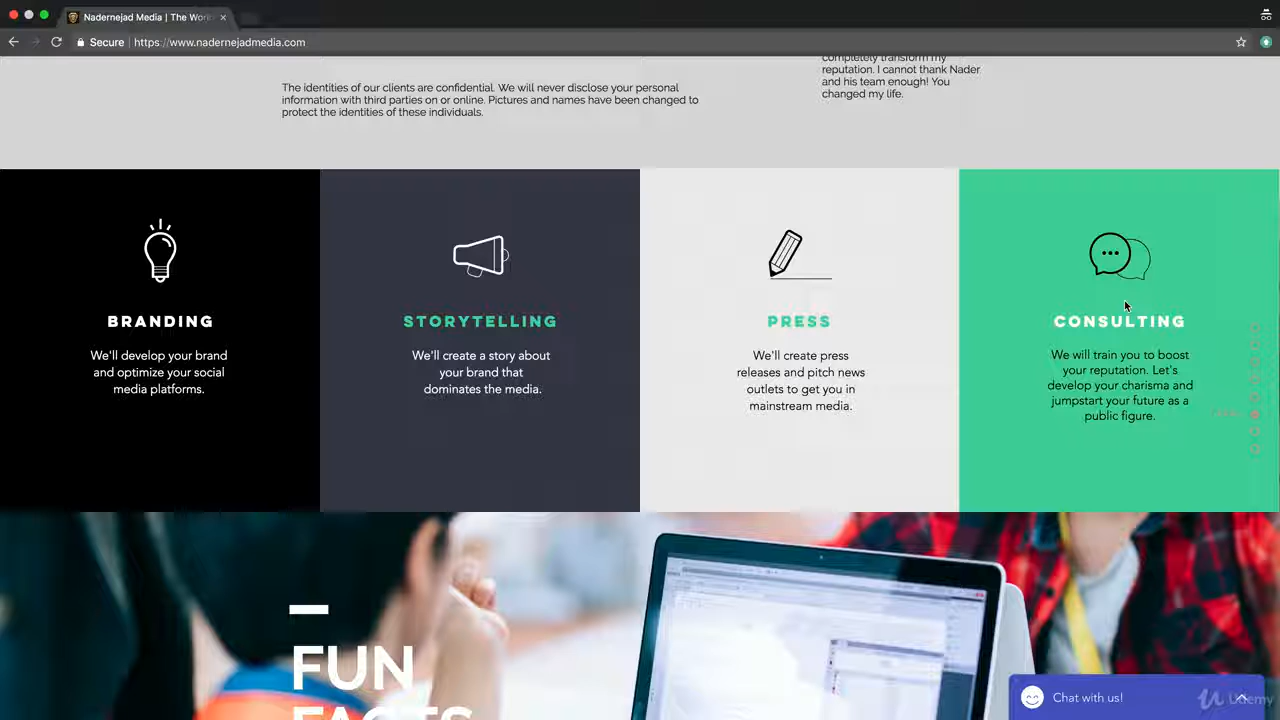 Nadernejad Media | The World
Secure
https://www.nadernejadmedia.com
completely transform my
reputation. I cannot thank Nader
and his team enough! You
changed my life.
The identities of our clients are confidential. We will never disclose your personal
information with third parties on or online. Pictures and names have been changed to
protect the identities of these individuals.
BRANDING
We'll develop your brand
and optimize your social
media platforms.
STORYTELLING
We'll create a story about
your brand that
dominates the media.
PRESS
We'll create press
releases and pitch news
outlets to get you in
mainstream media.
CONSULTING
We will train you to boost
your reputation. Let's
develop your charisma and
jumpstart your future as a
public figure.
FUN
FACTS
Chat with us!
Udemy